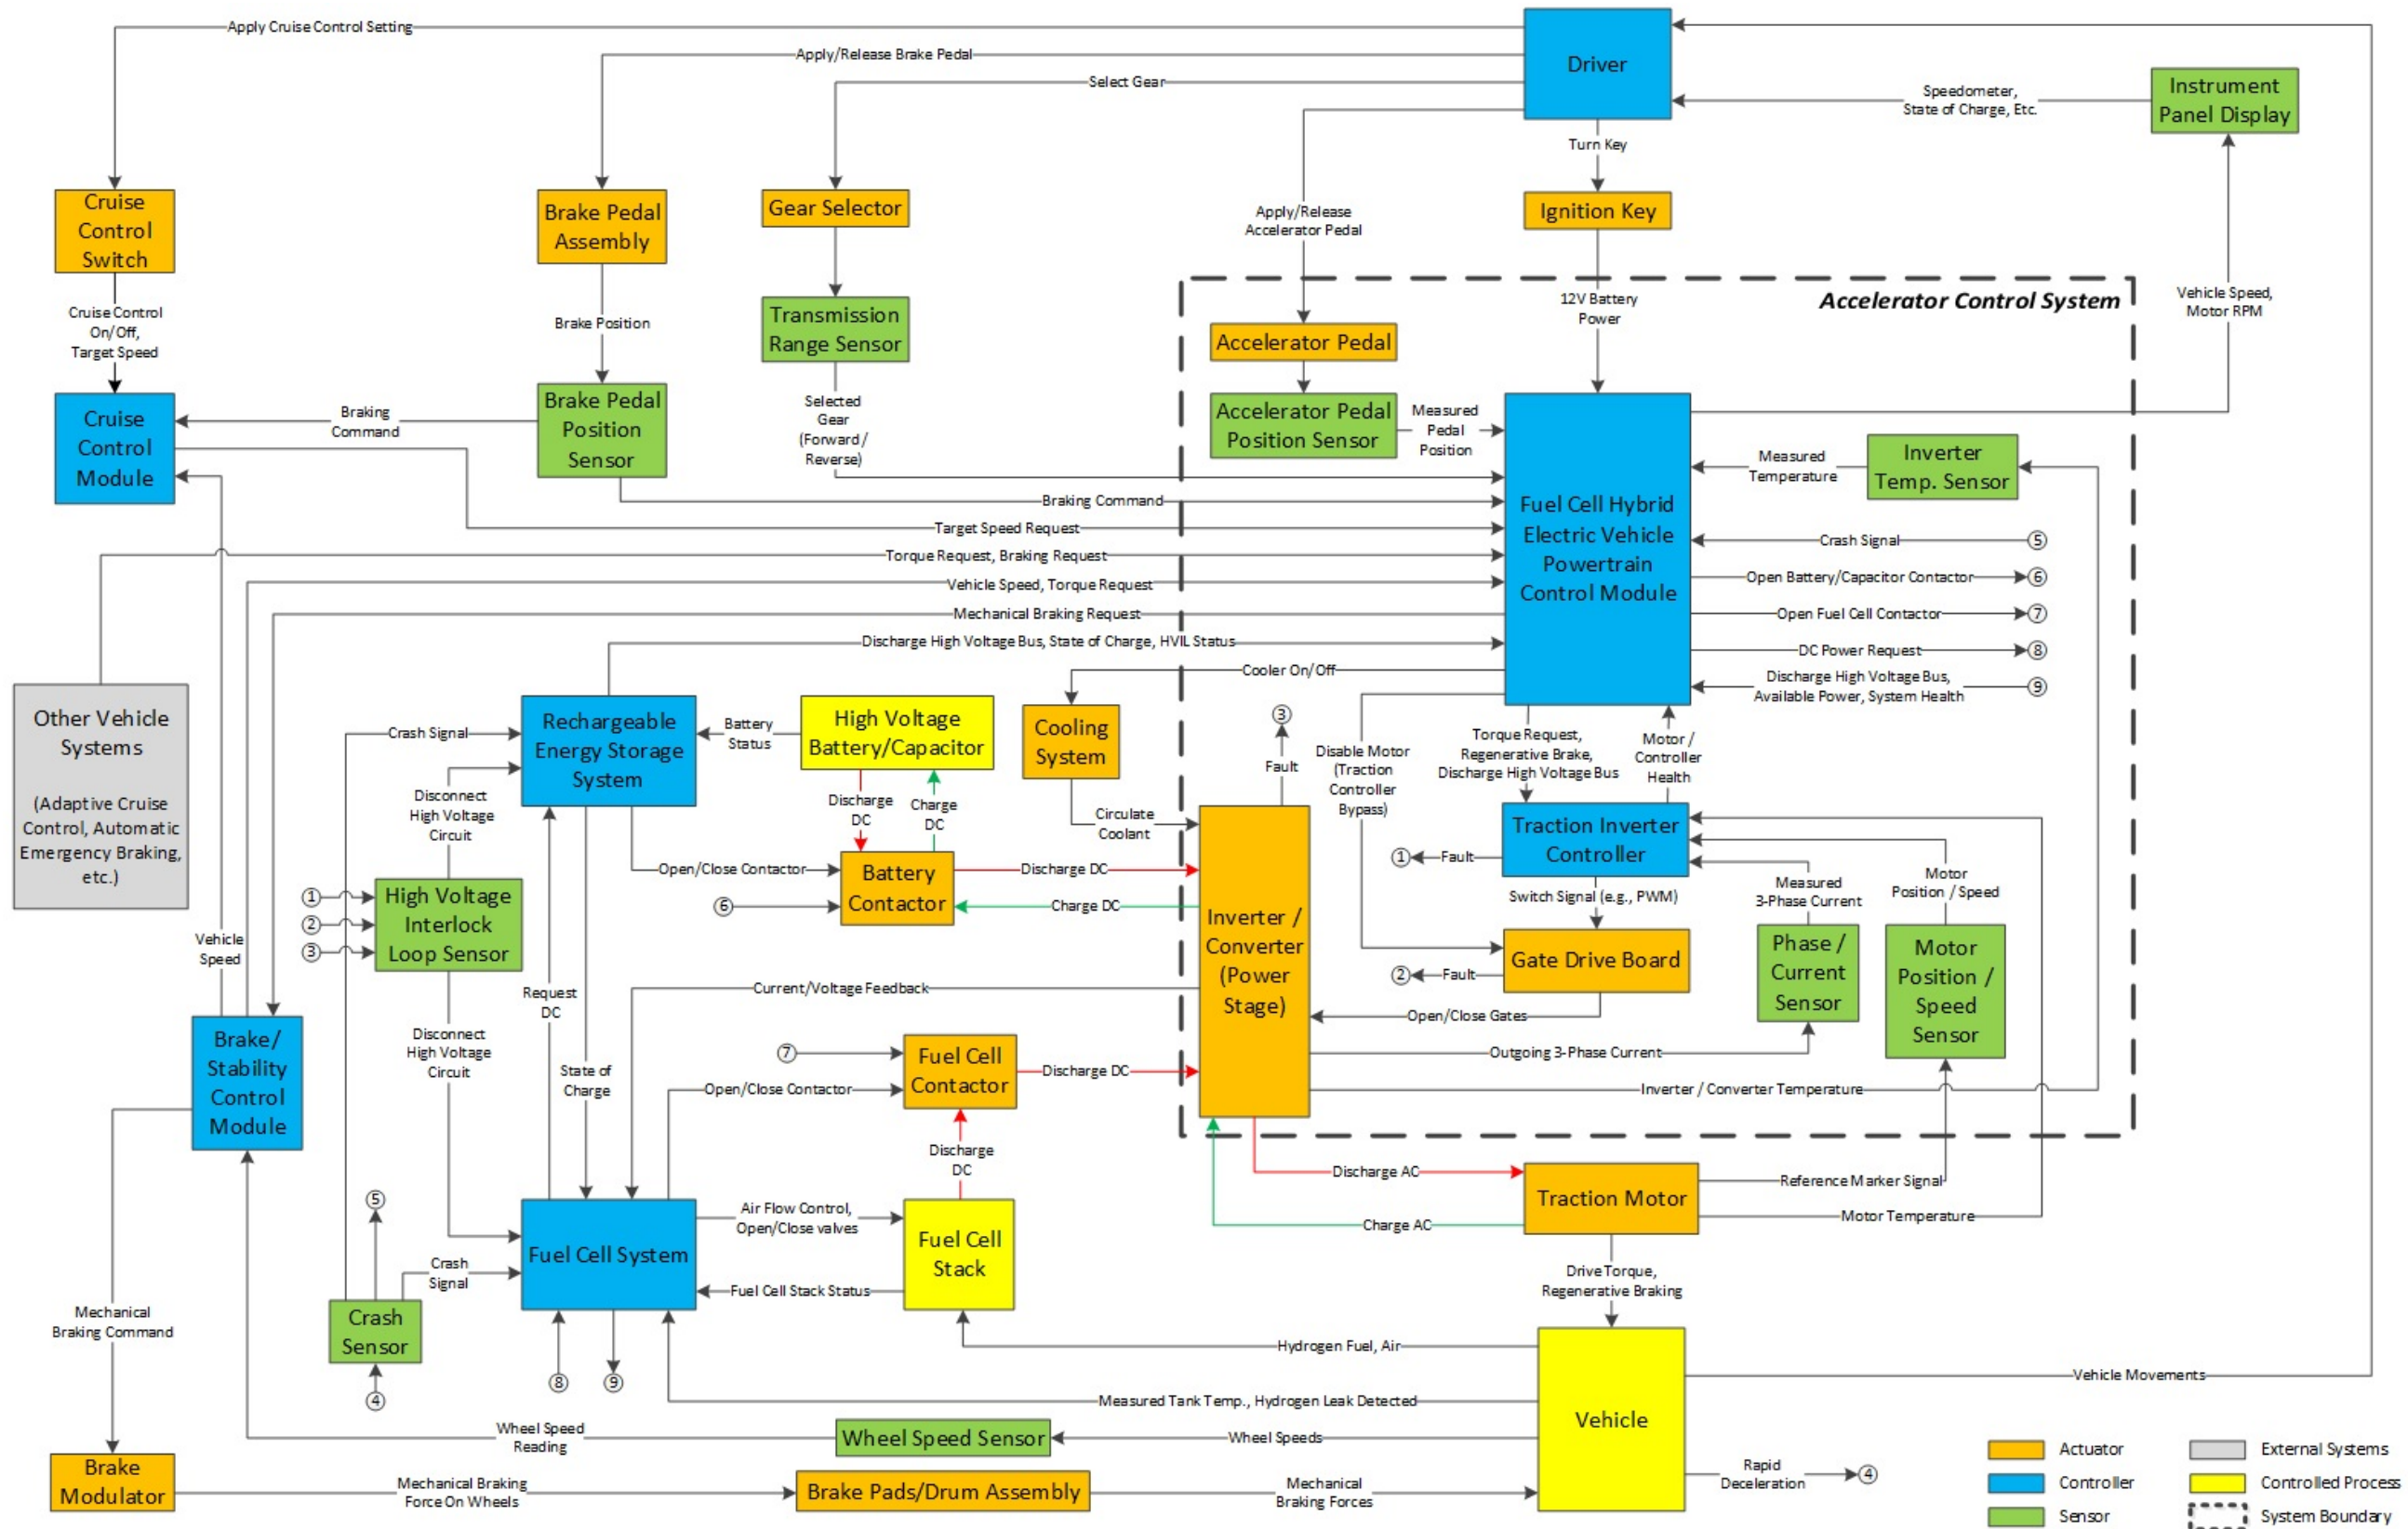 Apply Cruise Control Setting
Apply/Release Brake Pedal
Select Gear
Driver
Speedometer,
State of Charge, Etc.
Instrument
Panel Display
Turn Key
Cruise
Control
Switch
Brake Pedal
Assembly
Gear Selector
Apply/Release
Accelerator Pedal
Ignition Key
Cruise Control
On/Off,
Target Speed
Brake Position
Transmission
Range Sensor
12V Battery
Power
Accelerator Control System
Vehicle Speed,
Motor RPM
Accelerator Pedal
Cruise
Control
Module
Braking
Command
Brake Pedal
Position
Sensor
Selected
Gear
(Forward /
Reverse)
Accelerator Pedal
Position Sensor
Measured
Pedal
Position
Fuel Cell Hybrid
Electric Vehicle
Powertrain
Control Module
Measured
Temperature
Inverter
Temp. Sensor
Braking Command
Target Speed Request
Torque Request, Braking Request
Vehicle Speed, Torque Request
Mechanical Braking Request
Discharge High Voltage Bus, State of Charge, HVIL Status
Cooler On/Off
Crash Signal
5
Open Battery/Capacitor Contactor
6
Open Fuel Cell Contactor
7
DC Power Request
8
Discharge High Voltage Bus,
Available Power, System Health
9
Other Vehicle
Systems
(Adaptive Cruise
Control, Automatic
Emergency Braking,
etc.)
Crash Signal
Rechargeable
Energy Storage
System
Battery
Status
High Voltage
Battery/Capacitor
Cooling
System
3
Fault
Disable Motor
(Traction
Controller
Bypass)
Torque Request,
Regenerative Brake,
Discharge High Voltage Bus
Motor /
Controller
Health
Disconnect
High Voltage
Circuit
Discharge
DC
Charge
DC
Circulate
Coolant
Traction Inverter
Controller
1
Fault
Open/Close Contactor
Battery
Contactor
Discharge DC
Charge DC
6
Switch Signal (e.g., PWM)
Measured
3-Phase Current
Motor
Position / Speed
1
2
3
High Voltage
Interlock
Loop Sensor
Inverter /
Converter
(Power
Stage)
Gate Drive Board
2
Fault
Phase /
Current
Sensor
Motor
Position /
Speed
Sensor
Vehicle
Speed
Request
DC
Current/Voltage Feedback
Open/Close Gates
Brake/
Stability
Control
Module
Disconnect
High Voltage
Circuit
State of
Charge
7
Fuel Cell
Contactor
Open/Close Contactor
Discharge DC
Outgoing 3-Phase Current
Inverter / Converter Temperature
Discharge
DC
Discharge AC
Charge AC
Traction Motor
Reference Marker Signal
Motor Temperature
5
Crash
Signal
Fuel Cell System
Air Flow Control,
Open/Close valves
Fuel Cell
Stack
Fuel Cell Stack Status
Drive Torque,
Regenerative Braking
Mechanical
Braking Command
Crash
Sensor
4
8
9
Hydrogen Fuel, Air
Measured Tank Temp., Hydrogen Leak Detected
Vehicle
Vehicle Movements
Wheel Speed
Reading
Wheel Speed Sensor
Wheel Speeds
Brake
Modulator
Mechanical Braking
Force On Wheels
Brake Pads/Drum Assembly
Mechanical
Braking Forces
Rapid
Deceleration
4
Actuator
Controller
Sensor
External Systems
Controlled Process
System Boundary